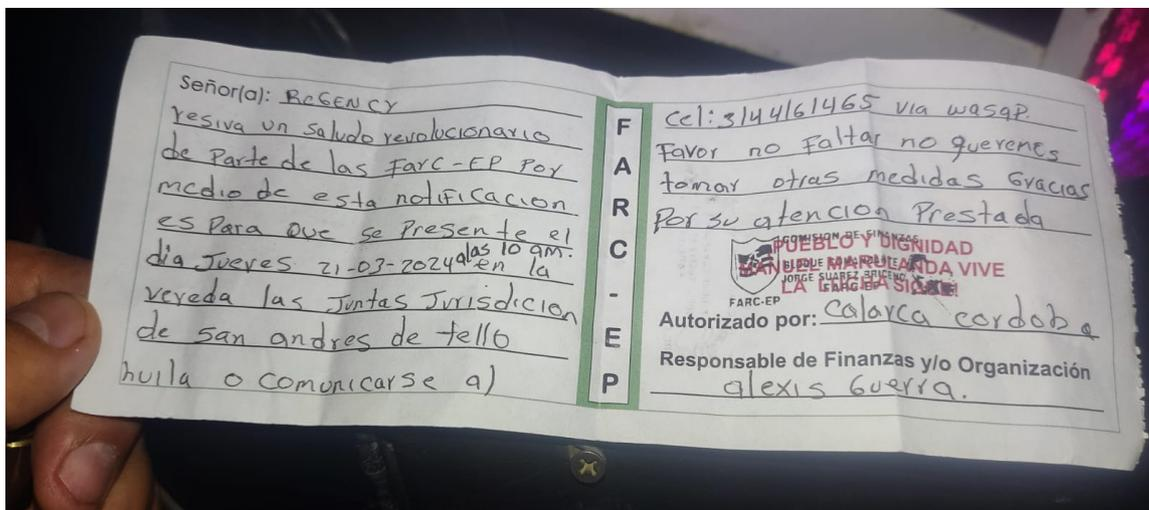 Señor(a): RCGENCY
resiva un saludo revolucionario
de Parte de las Farc-EP Por
medio de esta notificacion
es Para que se Presente el
dia Jueves 21-03-2024 a las 10 am. en la
vereda las Juntas Jurisdicion
de san andres de tello
huila o comunicarse al
FARC-EP
Cel: 3144161465 via wasap.
Favor no Faltar no queremos
tomar otras medidas Gracias
Por su atencion Prestada
COMISION DE FINANZAS
PUEBLO Y DIGNIDAD
MANUEL MARULANDA VIVE
JORGE SUAREZ BRICEÑO
LA LUCHA SIGUE!
FARC-EP
Autorizado por: Calarca cordoba
Responsable de Finanzas y/o Organización
alexis Guerra.